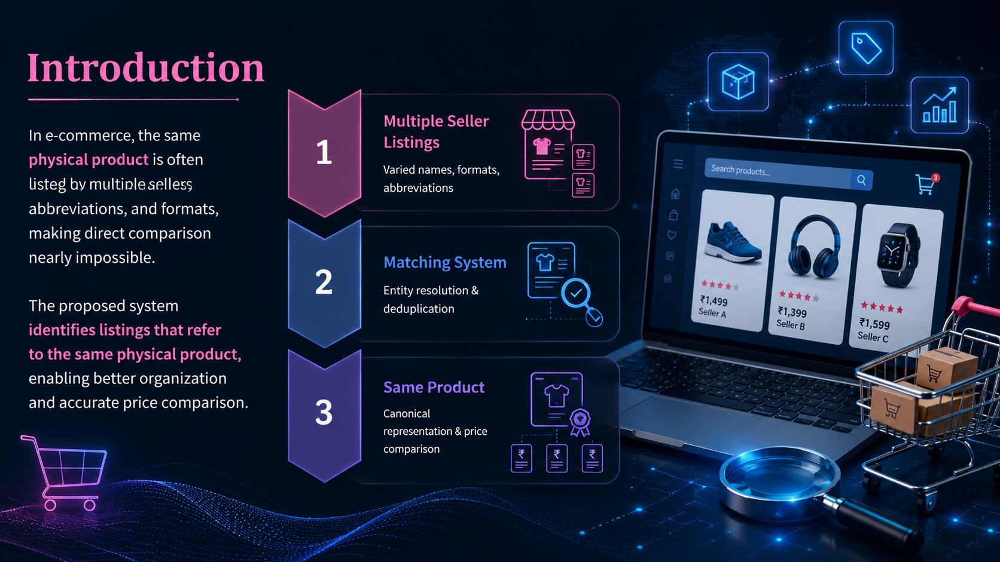 Introduction
In e-commerce, the same
physical product is often
listed by multiple sellers
abbreviations, and formats,
making direct comparison
nearly impossible.
The proposed system
identifies listings that refer
to the same physical product,
enabling better organization
and accurate price comparison.
1
Multiple Seller
Listings
Varied names, formats,
abbreviations
2
Matching System
Entity resolution &
deduplication
3
Same Product
Canonical
representation & price
comparison
₹
₹
₹
Search products...
3
₹1,499
Seller A
₹1,399
Seller B
₹1,599
Seller C